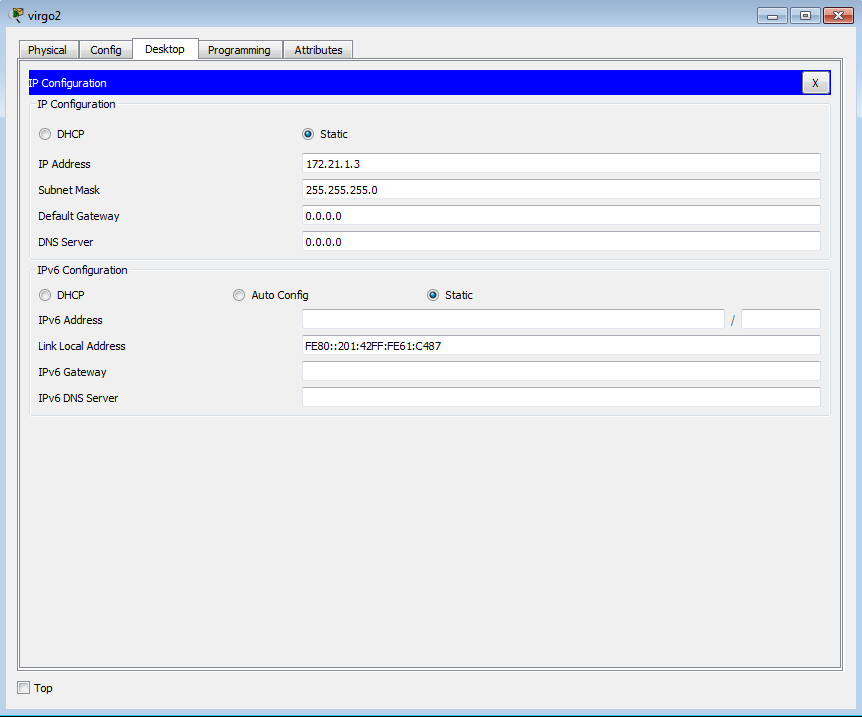 virgo2
Physical Config Desktop Programming Attributes
IP Configuration X
IP Configuration
DHCP Static
IP Address 172.21.1.3
Subnet Mask 255.255.255.0
Default Gateway 0.0.0.0
DNS Server 0.0.0.0
IPv6 Configuration
DHCP Auto Config Static
IPv6 Address /
Link Local Address FE80::201:42FF:FE61:C487
IPv6 Gateway
IPv6 DNS Server
Top